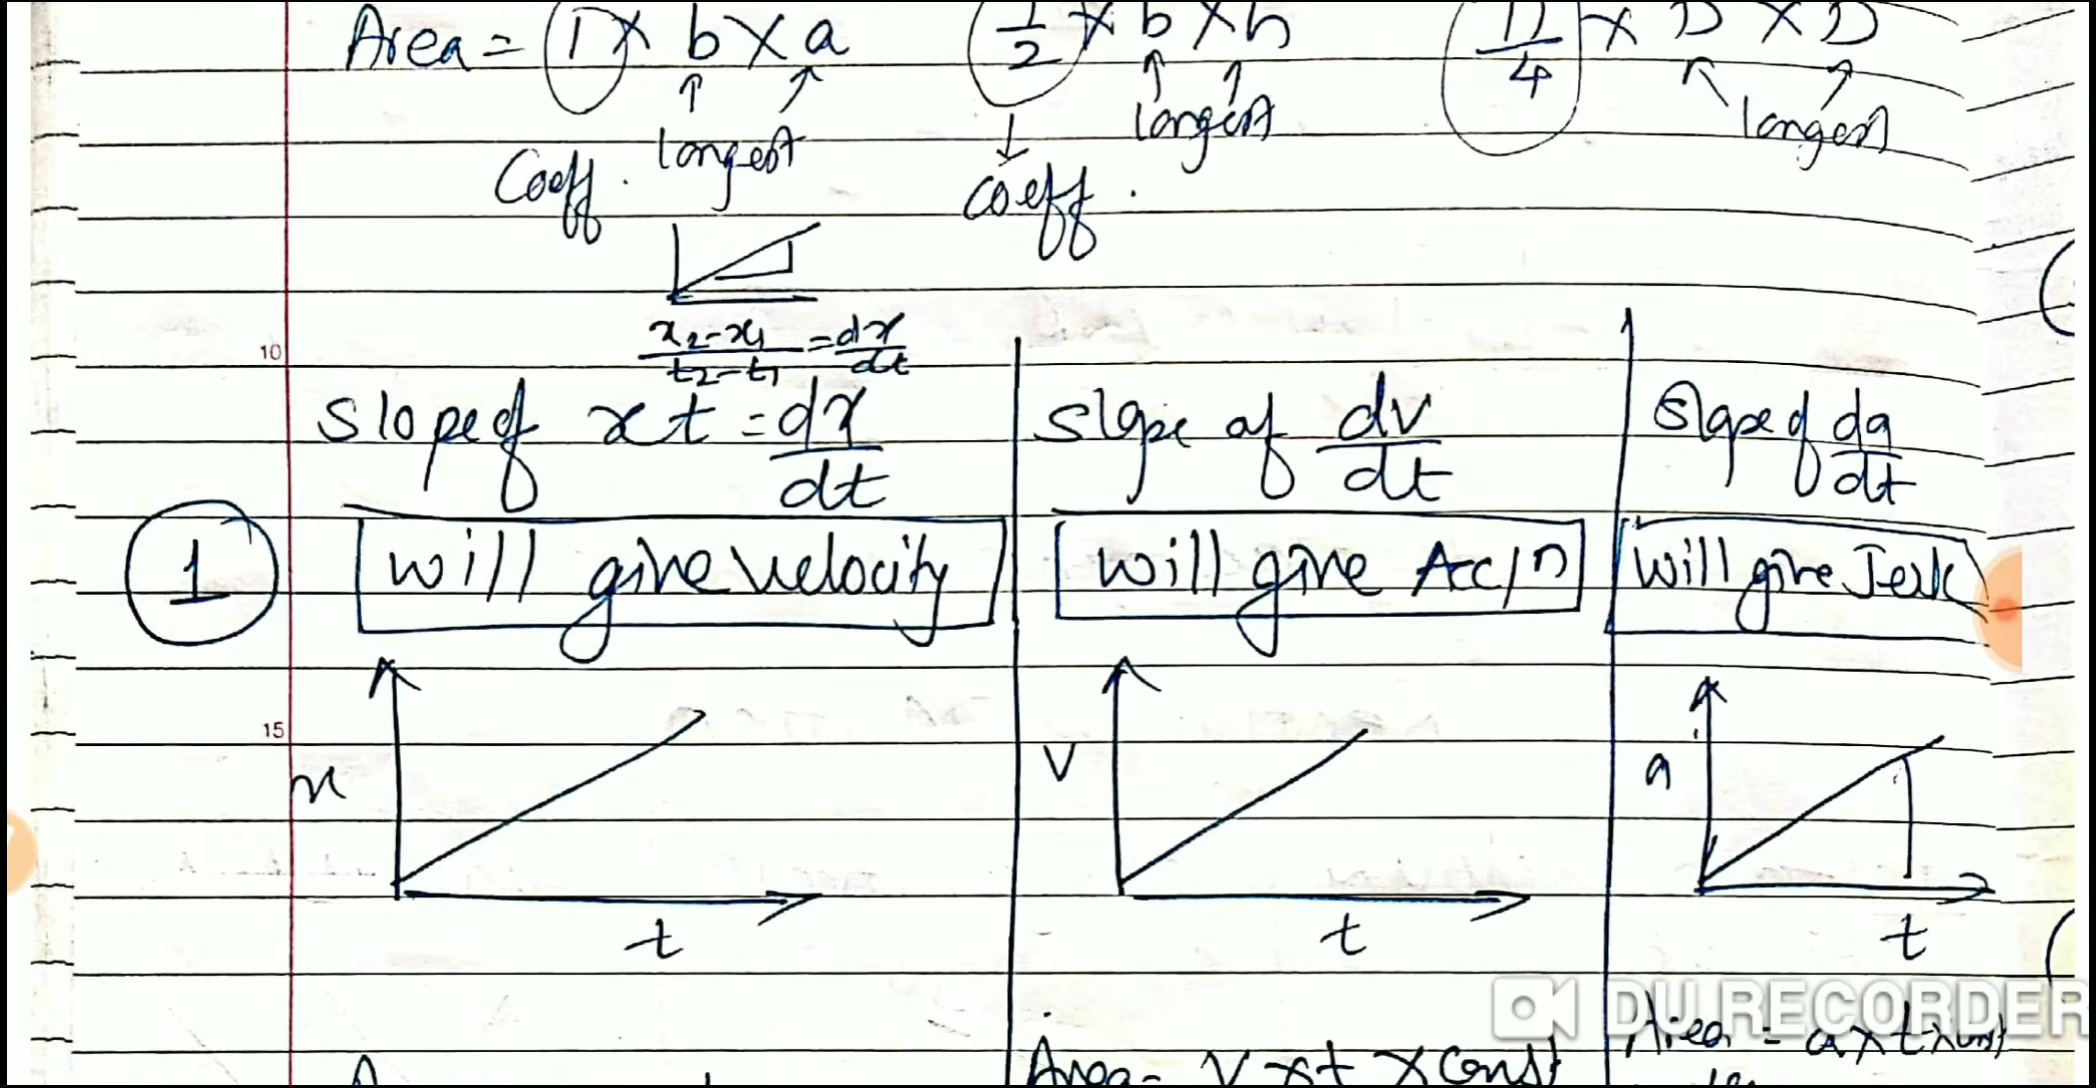 Area = 1 x b x a    1/2 x b x h    π/4 x D x D
longest    longest
Coeff. longest    coeff.
x2-x1/t2-t1 = dx/dt
10
slope of xt = dx/dt    slope of dv/dt    slope of da/dt
1    will give velocity    will give Acc/n    will give Jerk
15
x    v    a
t    t    t
DU RECORDER
Area = a x t x const
Area = v x t x const